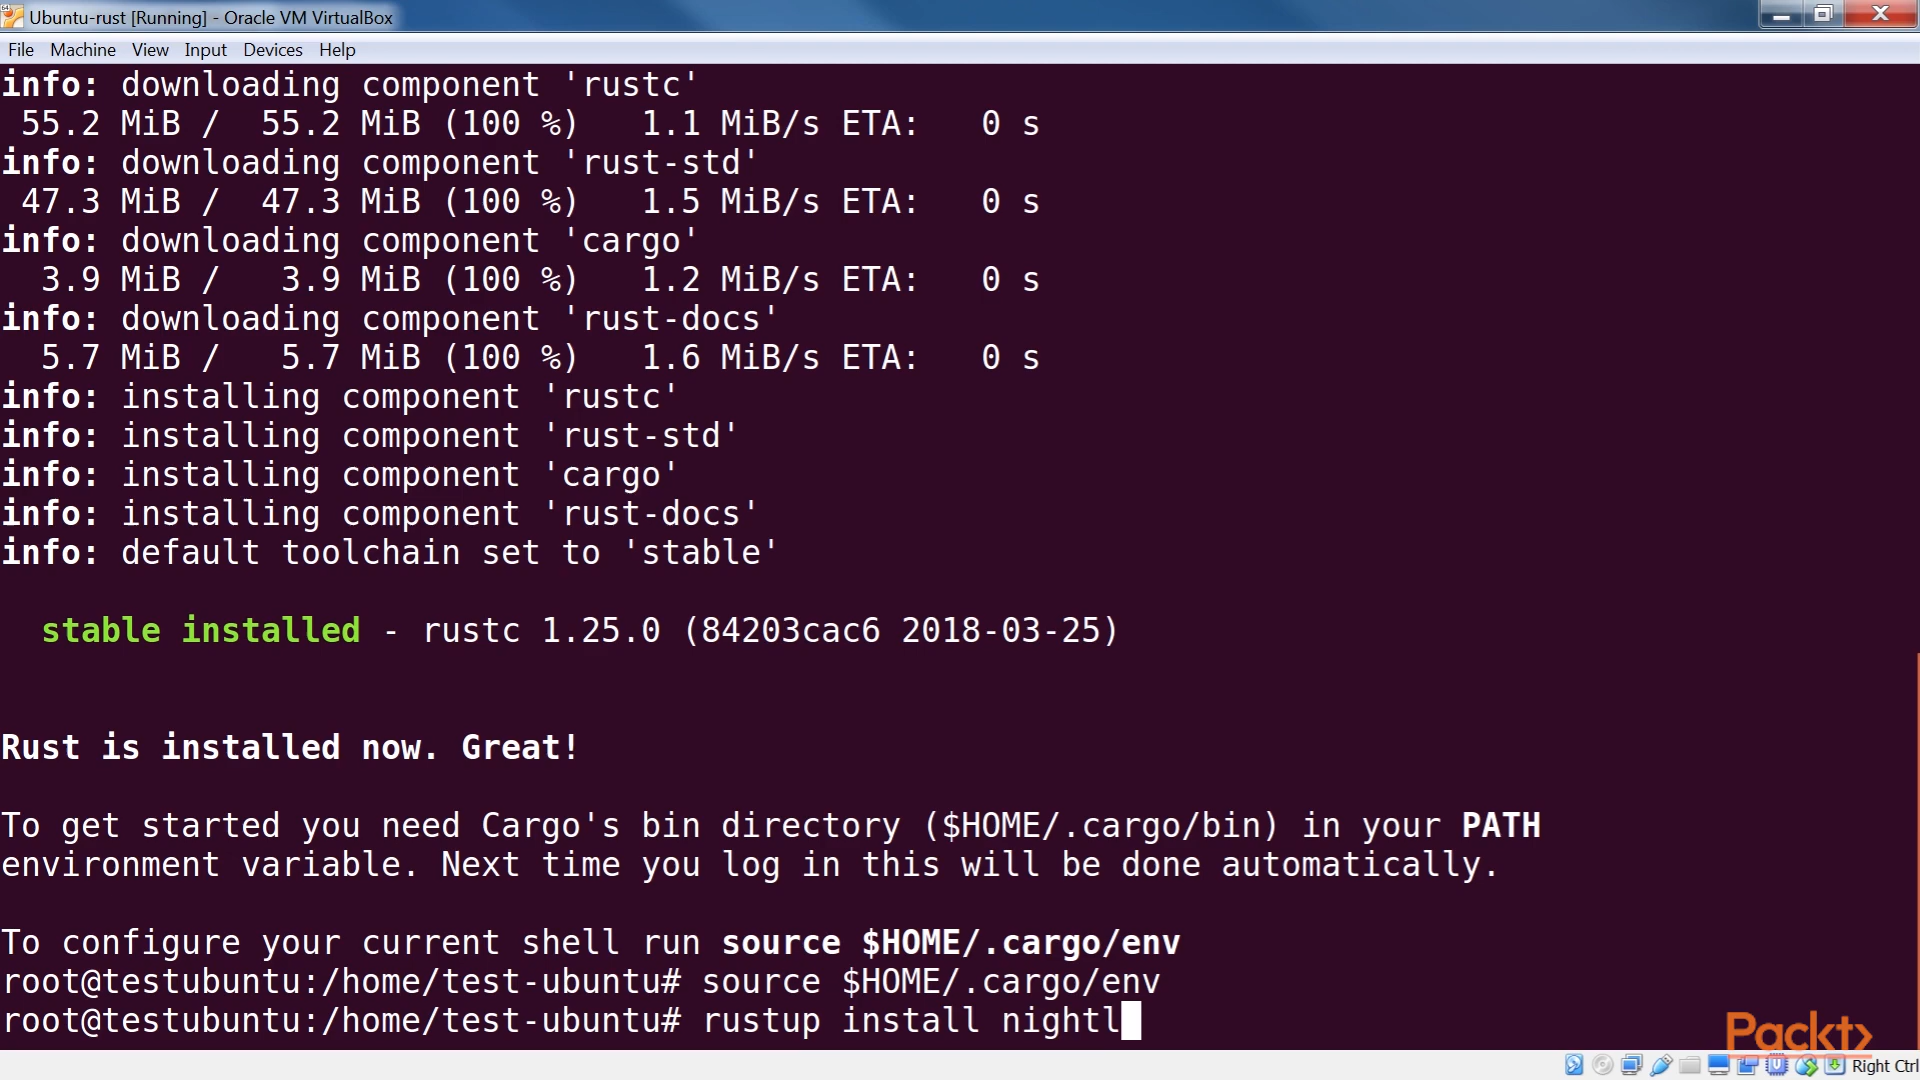 Ubuntu-rust [Running] - Oracle VM VirtualBox
File Machine View Input Devices Help
info: downloading component 'rustc'
55.2 MiB / 55.2 MiB (100 %) 1.1 MiB/s ETA: 0 s
info: downloading component 'rust-std'
47.3 MiB / 47.3 MiB (100 %) 1.5 MiB/s ETA: 0 s
info: downloading component 'cargo'
3.9 MiB / 3.9 MiB (100 %) 1.2 MiB/s ETA: 0 s
info: downloading component 'rust-docs'
5.7 MiB / 5.7 MiB (100 %) 1.6 MiB/s ETA: 0 s
info: installing component 'rustc'
info: installing component 'rust-std'
info: installing component 'cargo'
info: installing component 'rust-docs'
info: default toolchain set to 'stable'
stable installed - rustc 1.25.0 (84203cac6 2018-03-25)
Rust is installed now. Great!
To get started you need Cargo's bin directory ($HOME/.cargo/bin) in your PATH
environment variable. Next time you log in this will be done automatically.
To configure your current shell run source $HOME/.cargo/env
root@testubuntu:/home/test-ubuntu# source $HOME/.cargo/env
root@testubuntu:/home/test-ubuntu# rustup install nightl
Packt>
Right Ctrl